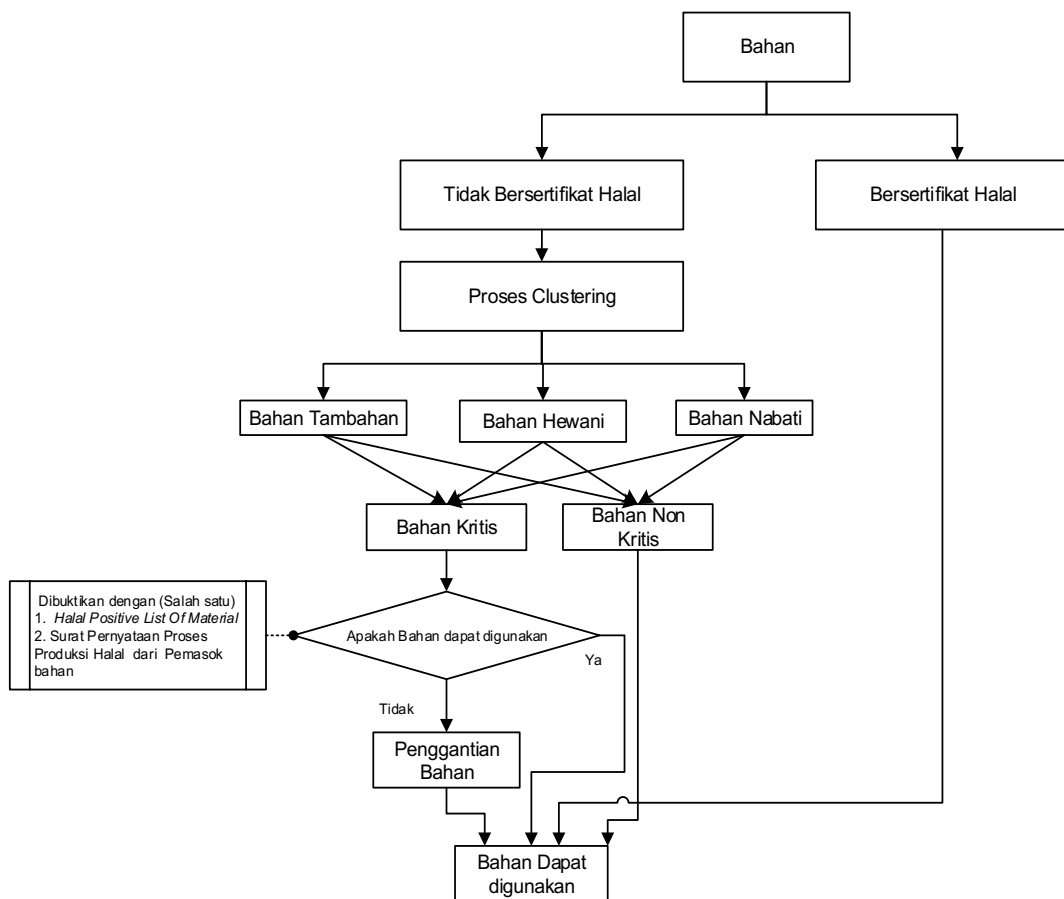 Bahan
Tidak Bersertifikat Halal
Bersertifikat Halal
Proses Clustering
Bahan Tambahan
Bahan Hewani
Bahan Nabati
Bahan Kritis
Bahan Non
Kritis
Dibuktikan dengan (Salah satu)
1. Halal Positive List Of Material
2. Surat Pernyataan Proses
Produksi Halal dari Pemasok
bahan
Apakah Bahan dapat digunakan
Ya
Tidak
Penggantian
Bahan
Bahan Dapat
digunakan